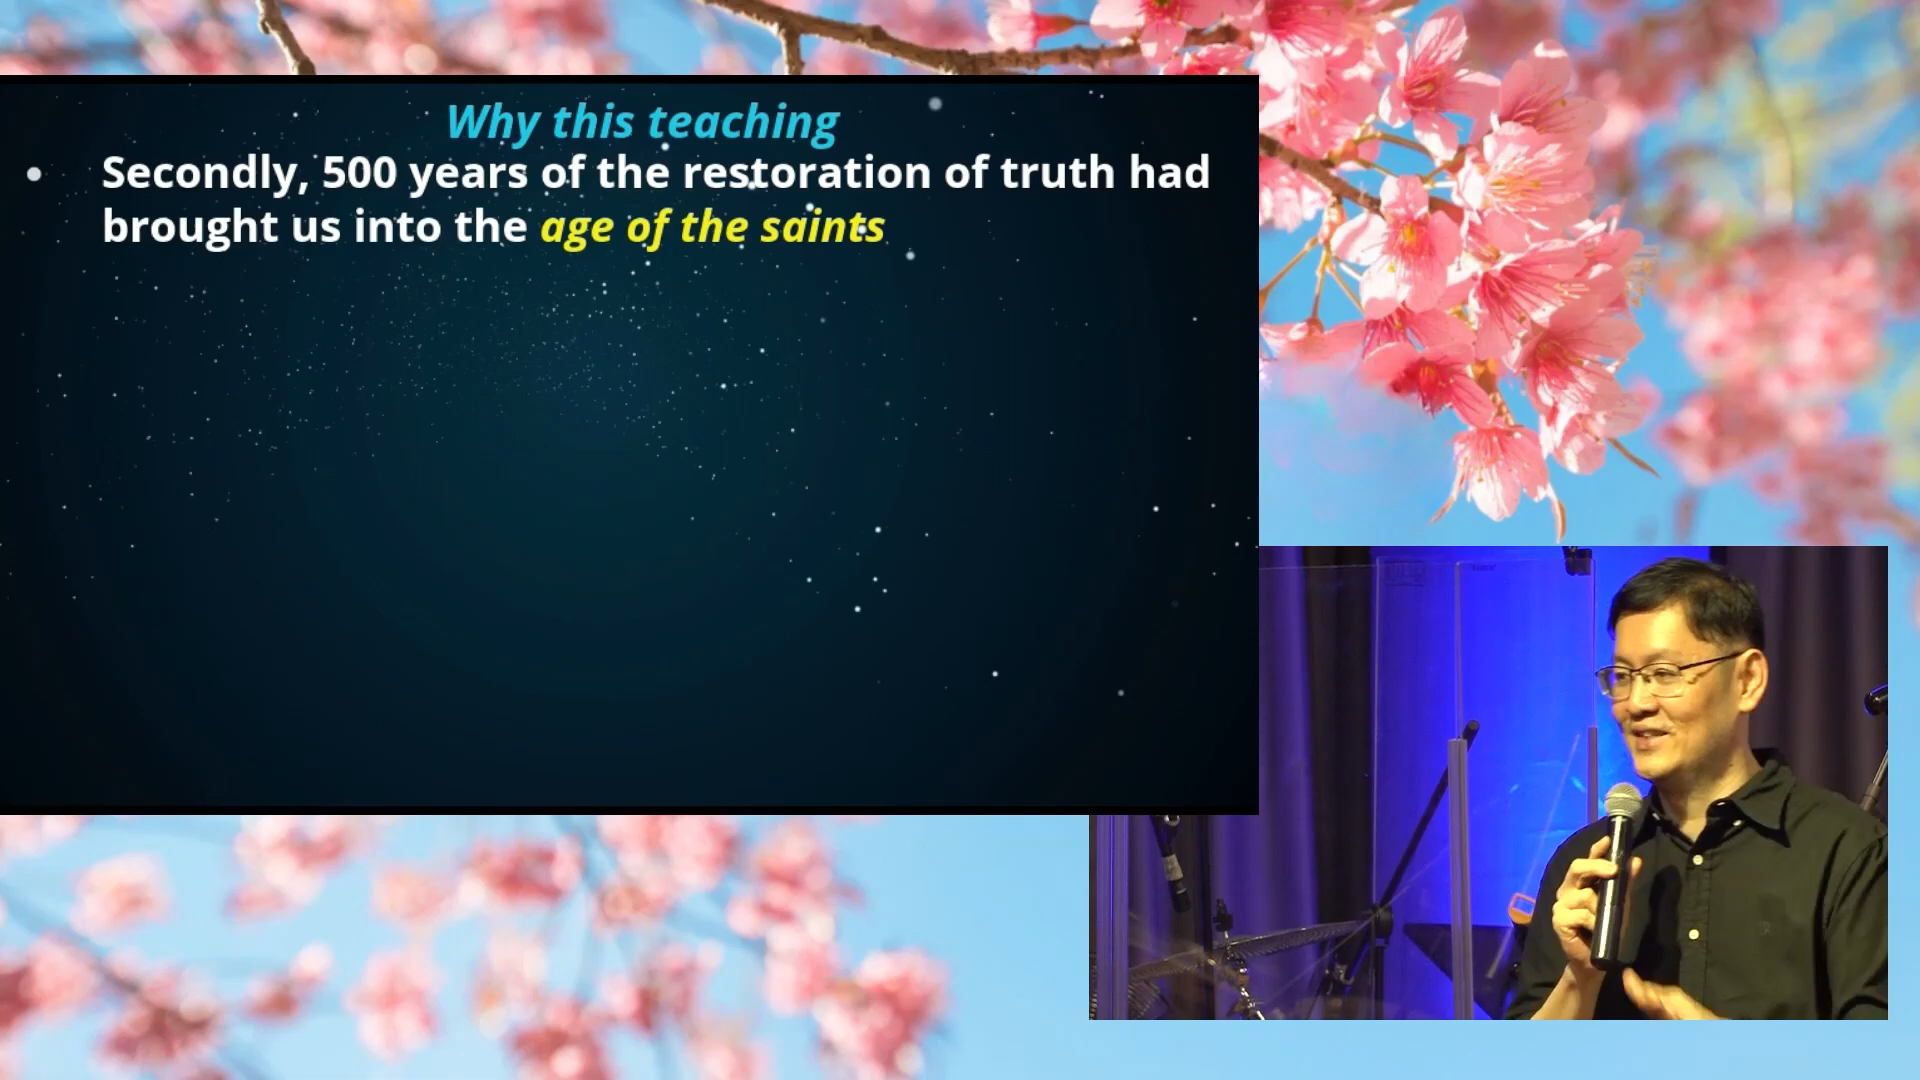 Why this teaching
• Secondly, 500 years of the restoration of truth had
brought us into the age of the saints